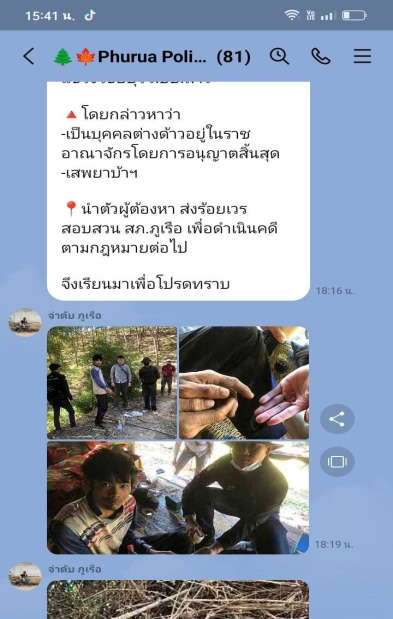 15:41 น.
Phurua Poli... (81)
🔺 โดยกล่าวหาว่า
-เป็นบุคคลต่างด้าวอยู่ในราช
อาณาจักรโดยการอนุญาตสิ้นสุด
-เสพยาบ้าฯ
📍นำตัวผู้ต้องหา ส่งร้อยเวร
สอบสวน สภ.ภูเรือ เพื่อดำเนินคดี
ตามกฎหมายต่อไป
จึงเรียนมาเพื่อโปรดทราบ
18:16 น.
จ่าดับ ภูเรือ
18:19 น.
จ่าดับ ภูเรือ